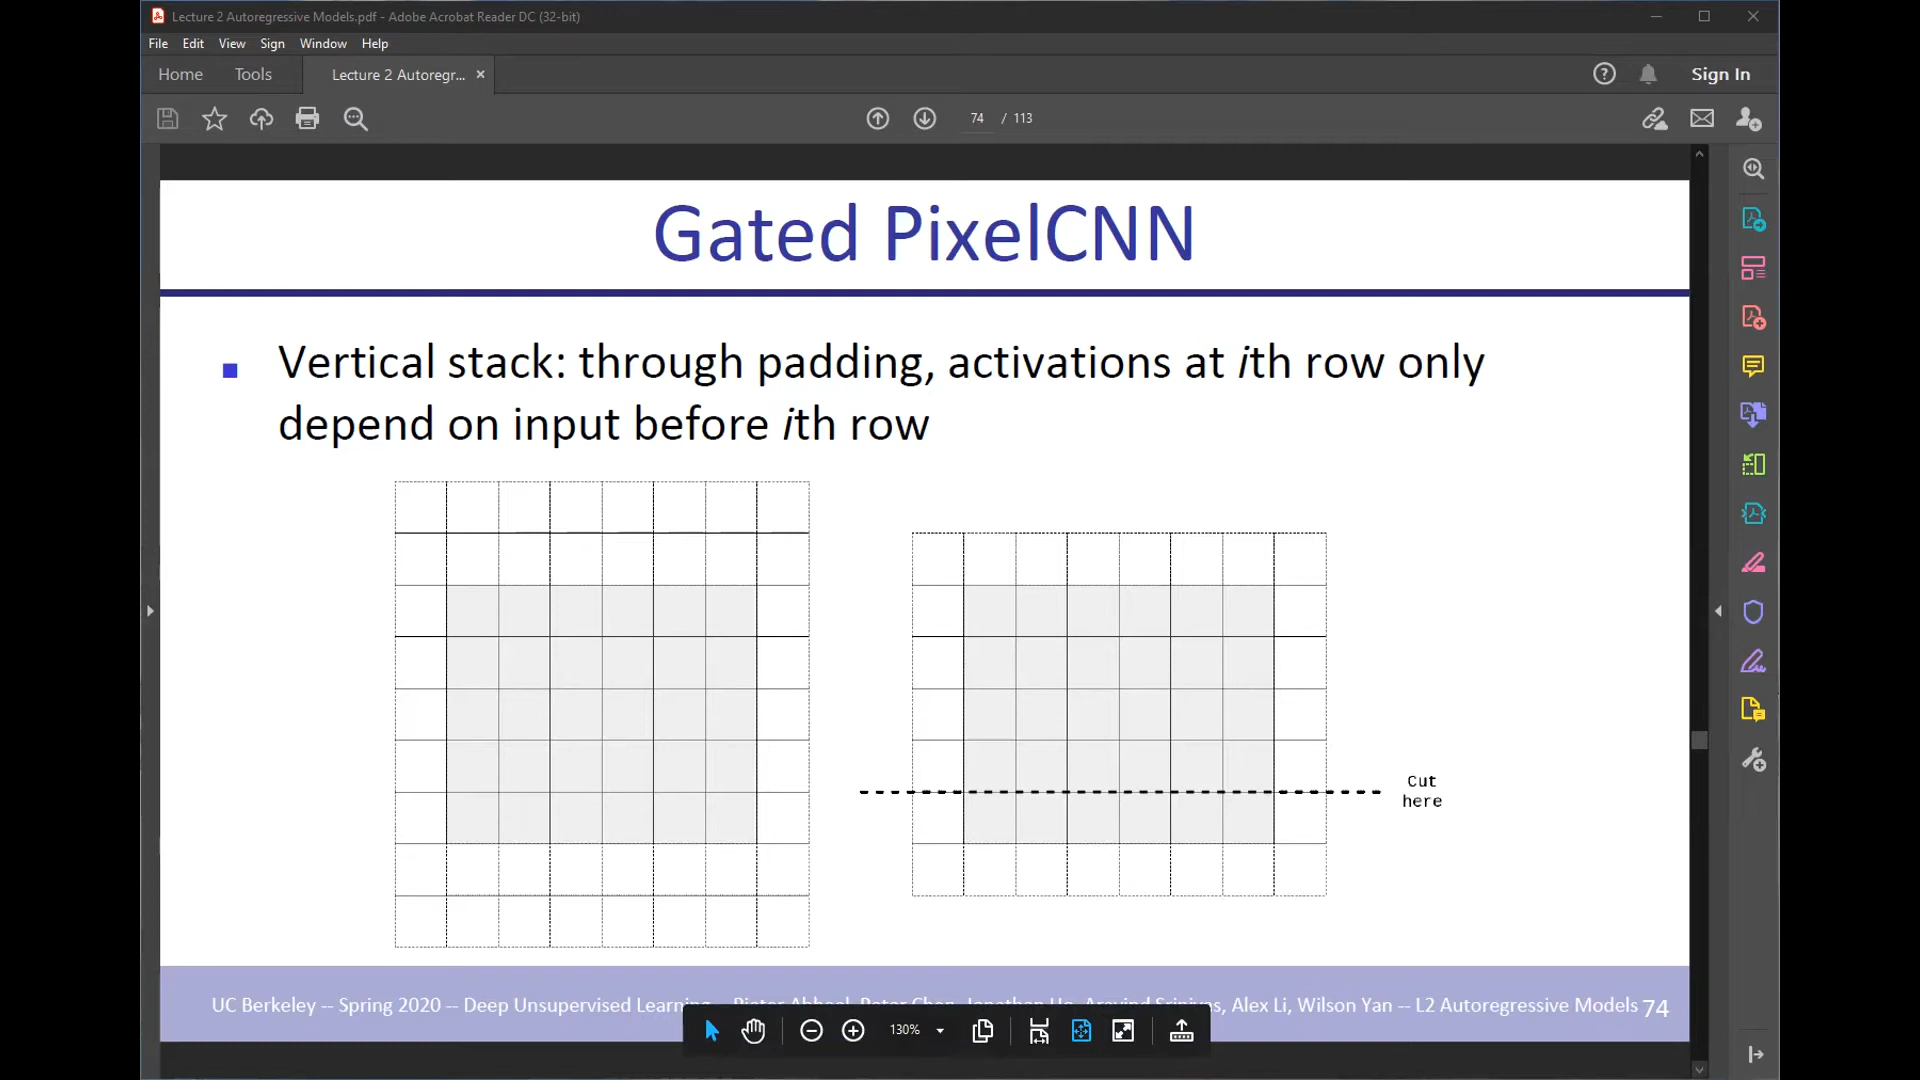 Lecture 2 Autoregressive Models.pdf - Adobe Acrobat Reader DC (32-bit)
File Edit View Sign Window Help
Home Tools Lecture 2 Autoregr... × Sign In
74 / 113
Gated PixelCNN
Vertical stack: through padding, activations at ith row only
depend on input before ith row
Cut
here
UC Berkeley -- Spring 2020 -- Deep Unsupervised Learning Alex Li, Wilson Yan -- L2 Autoregressive Models 74
130%